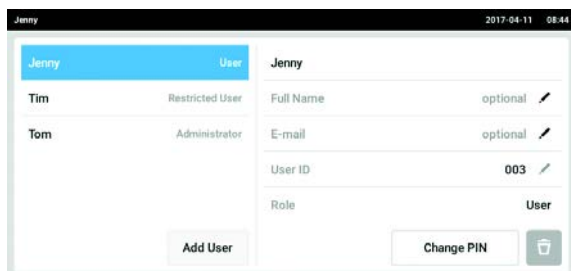 Jenny 2017-04-11 08:44
Jenny User
Tim Restricted User
Tom Administrator
Add User
Jenny
Full Name optional
E-mail optional
User ID 003
Role User
Change PIN